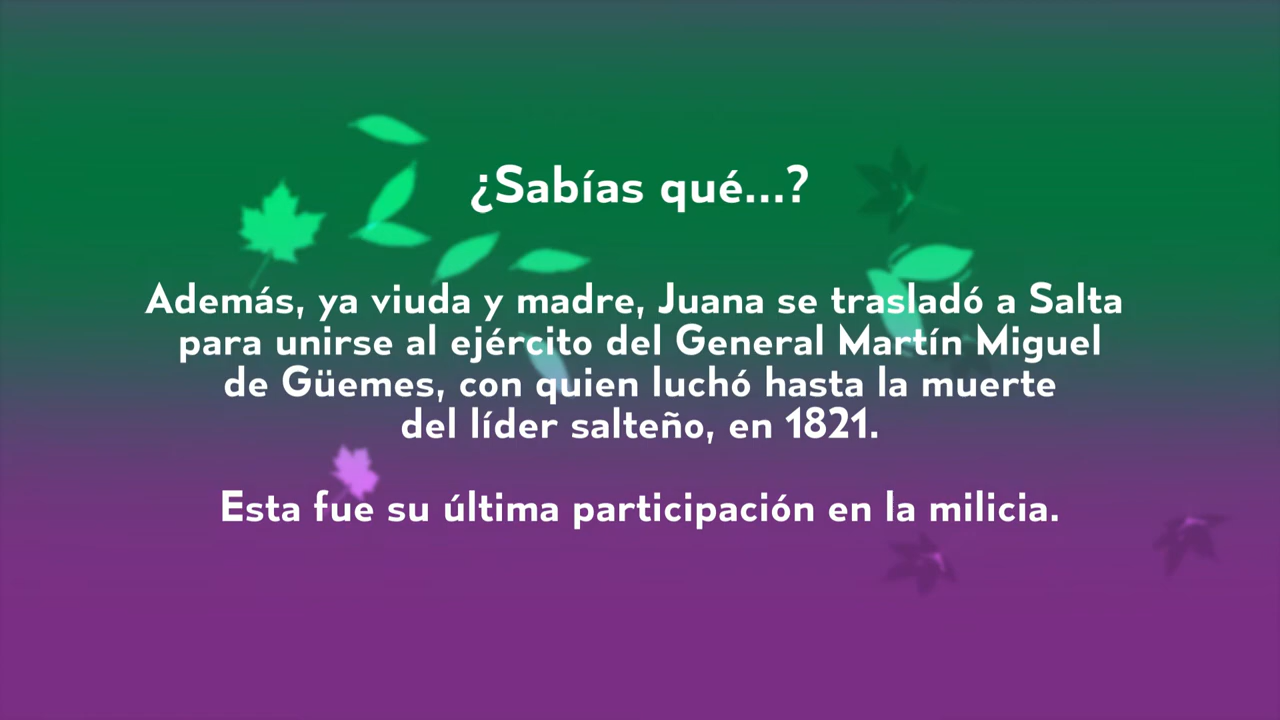 ¿Sabías qué...?
Además, ya viuda y madre, Juana se trasladó a Salta
para unirse al ejército del General Martín Miguel
de Güemes, con quien luchó hasta la muerte
del líder salteño, en 1821.
Esta fue su última participación en la milicia.